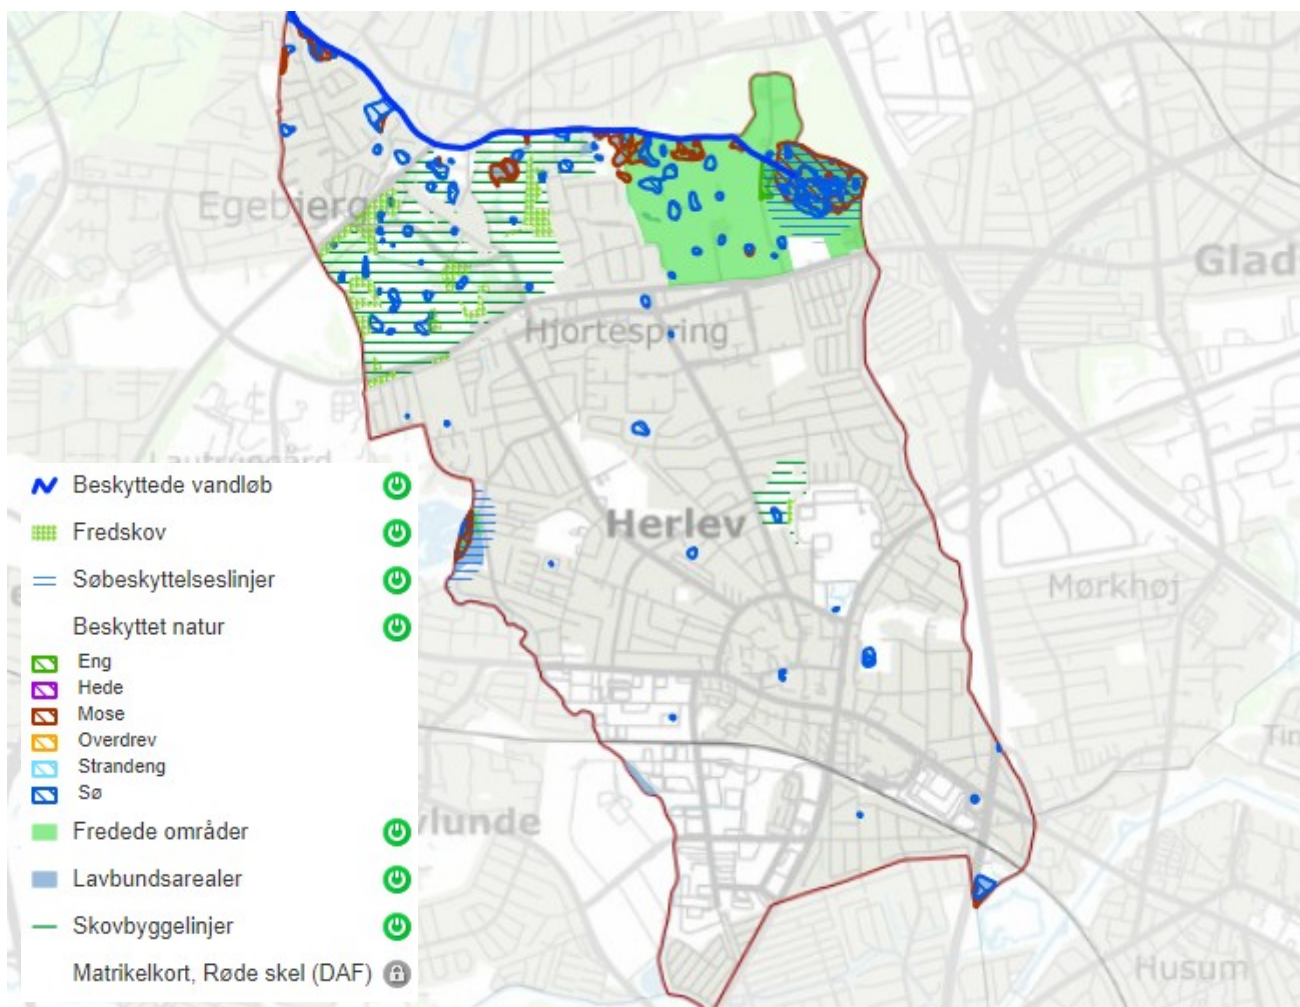 Egebjerg
Glad
Hjortespring
Herlev
Mørkhøj
vlunde
Husum
Beskyttede vandløb
Fredskov
Søbeskyttelseslinjer
Beskyttet natur
Eng
Hede
Mose
Overdrev
Strandeng
Sø
Fredede områder
Lavbundsarealer
Skovbyggelinjer
Matrikelkort, Røde skel (DAF)